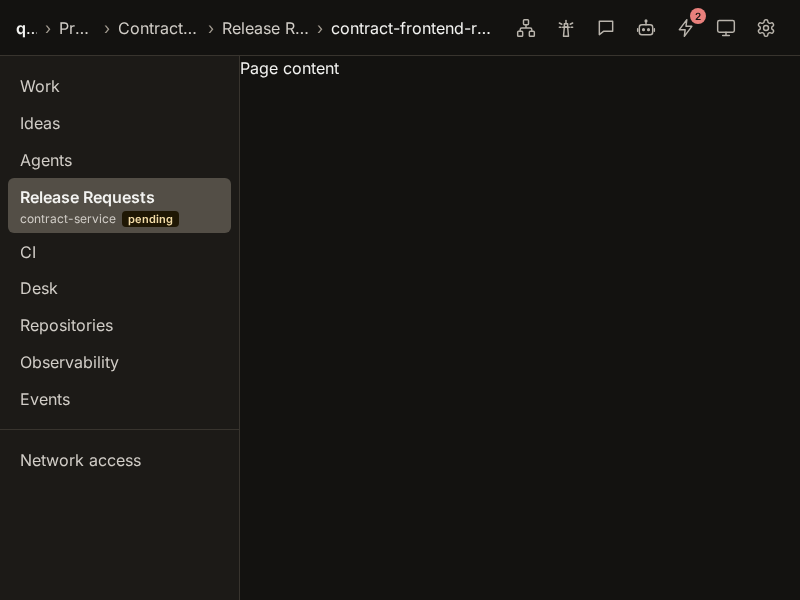 q... › Pr... › Contract... › Release R... › contract-frontend-r...
2
Work
Ideas
Agents
Release Requests
contract-service pending
CI
Desk
Repositories
Observability
Events
Network access
Page content